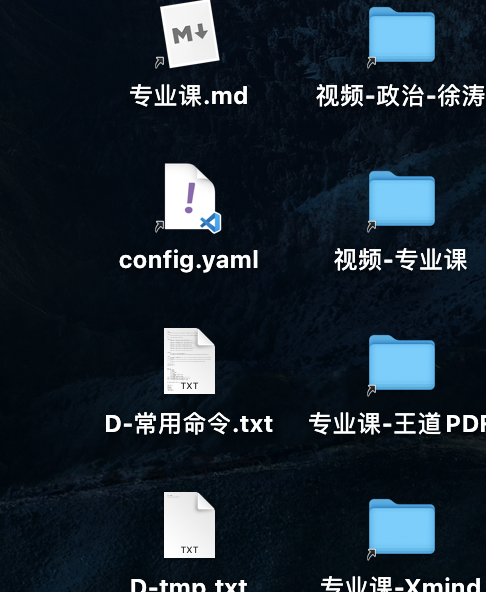 专业课.md
视频-政治-徐涛
config.yaml
视频-专业课
TXT
D-常用命令.txt
专业课-王道PDF
TXT
D-tmp.txt
专业课-Xmind